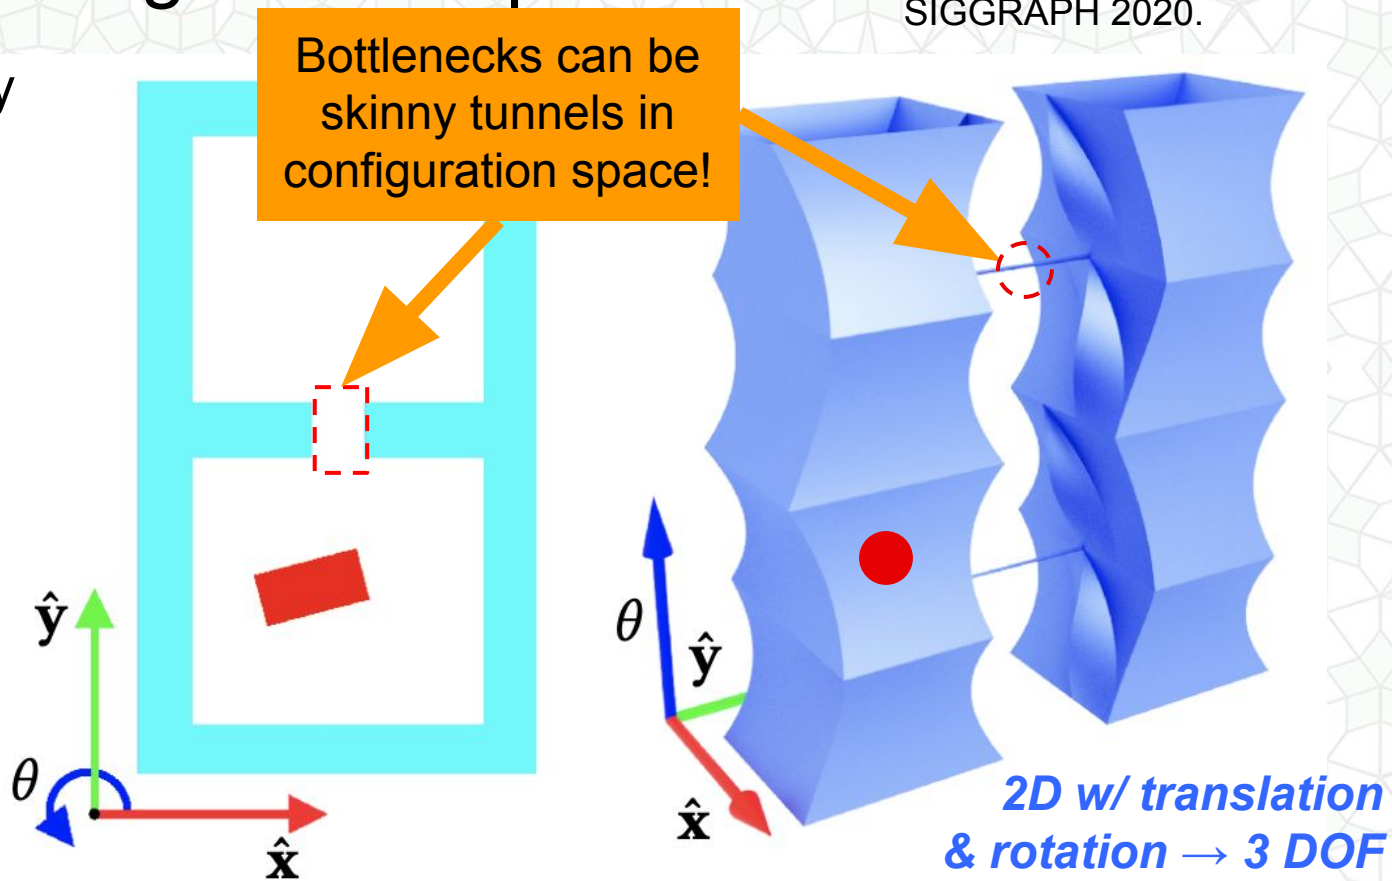 SIGGRAPH 2020.
y
Bottlenecks can be
skinny tunnels in
configuration space!
ŷ
θ
x̂
θ
ŷ
x̂
2D w/ translation
& rotation → 3 DOF